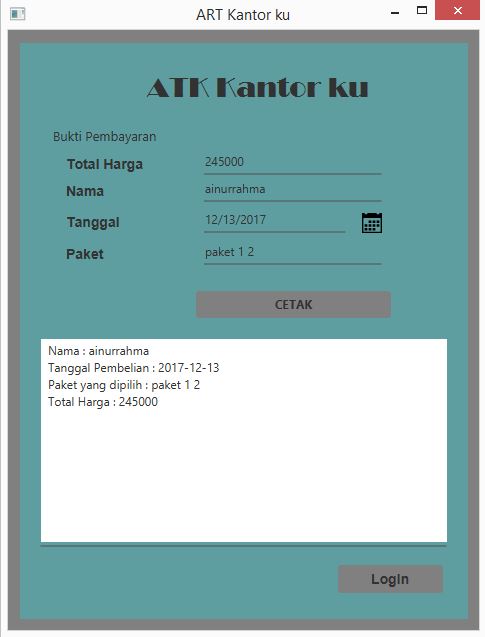 ART Kantor ku
ATK Kantor ku
Bukti Pembayaran
Total Harga 245000
Nama ainurrahma
Tanggal 12/13/2017
Paket paket 1 2
CETAK
Nama : ainurrahma
Tanggal Pembelian : 2017-12-13
Paket yang dipilih : paket 1 2
Total Harga : 245000
Login